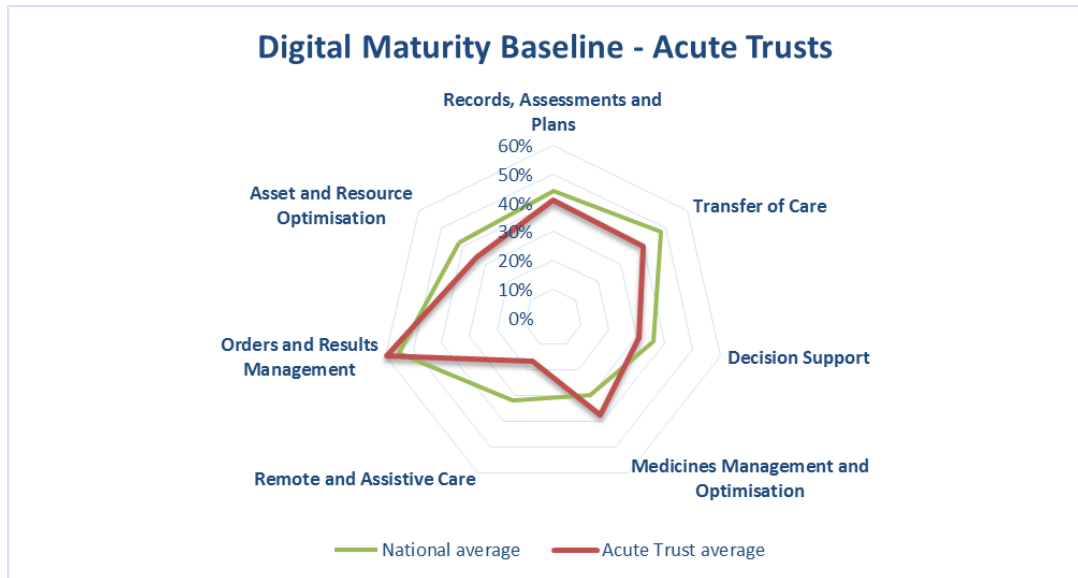 Digital Maturity Baseline - Acute Trusts
Records, Assessments and
Plans
60%
50%
40%
30%
20%
10%
0%
Asset and Resource
Optimisation
Transfer of Care
Orders and Results
Management
Decision Support
Remote and Assistive Care
Medicines Management and
Optimisation
National average
Acute Trust average